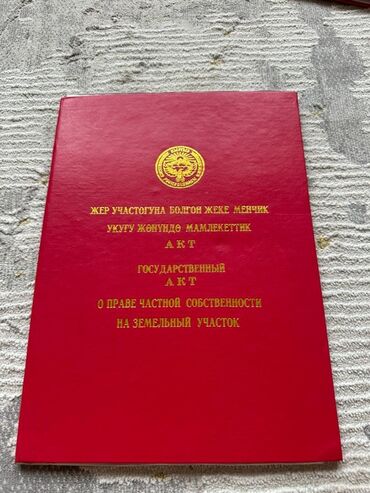 ЖЕР УЧАСТОГУНА БОЛГОН ЖЕКЕ МЕНЧИК
УКУГУ ЖӨНҮНДӨ МАМЛЕКЕТТИК
АКТ
ГОСУДАРСТВЕННЫЙ
АКТ
О ПРАВЕ ЧАСТНОЙ СОБСТВЕННОСТИ
НА ЗЕМЕЛЬНЫЙ УЧАСТОК